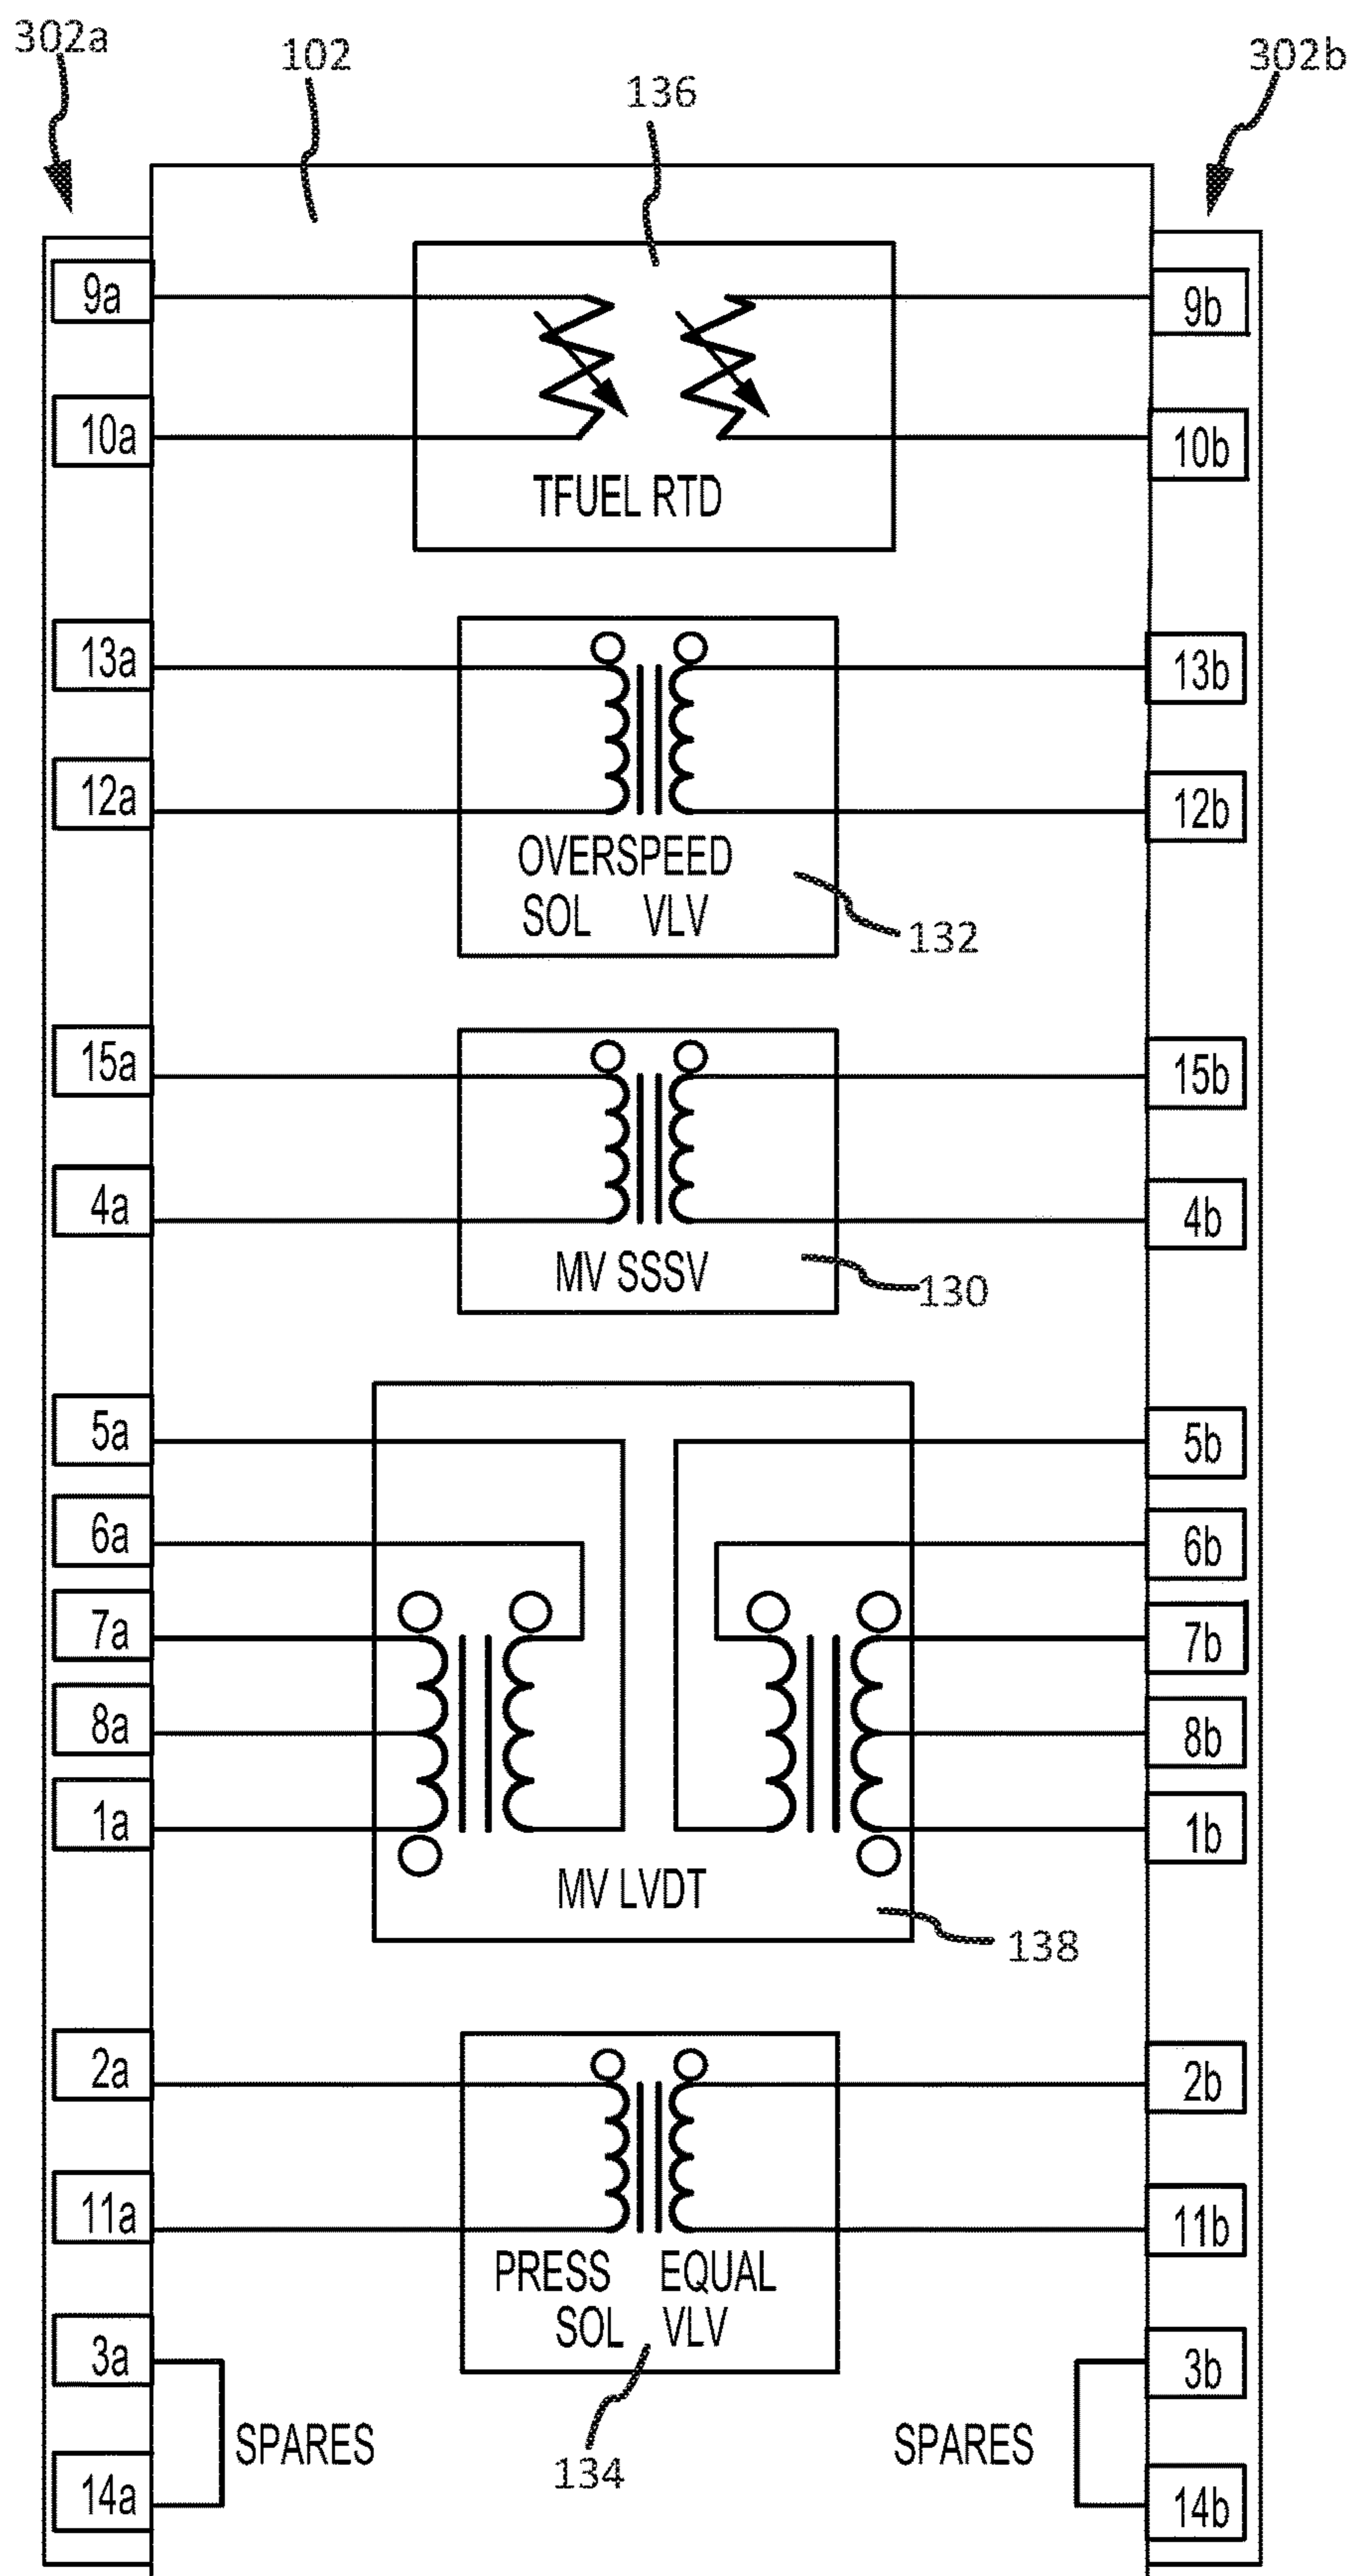 302a
102
136
302b
9a
9b
10a
10b
TFUEL RTD
13a
13b
12a
12b
OVERSPEED
SOL VLV
132
15a
15b
4a
4b
MV SSSV
130
5a
5b
6a
6b
7a
7b
8a
8b
1a
1b
MV LVDT
138
2a
2b
11a
11b
PRESS EQUAL
SOL VLV
3a
3b
SPARES
SPARES
134
14a
14b